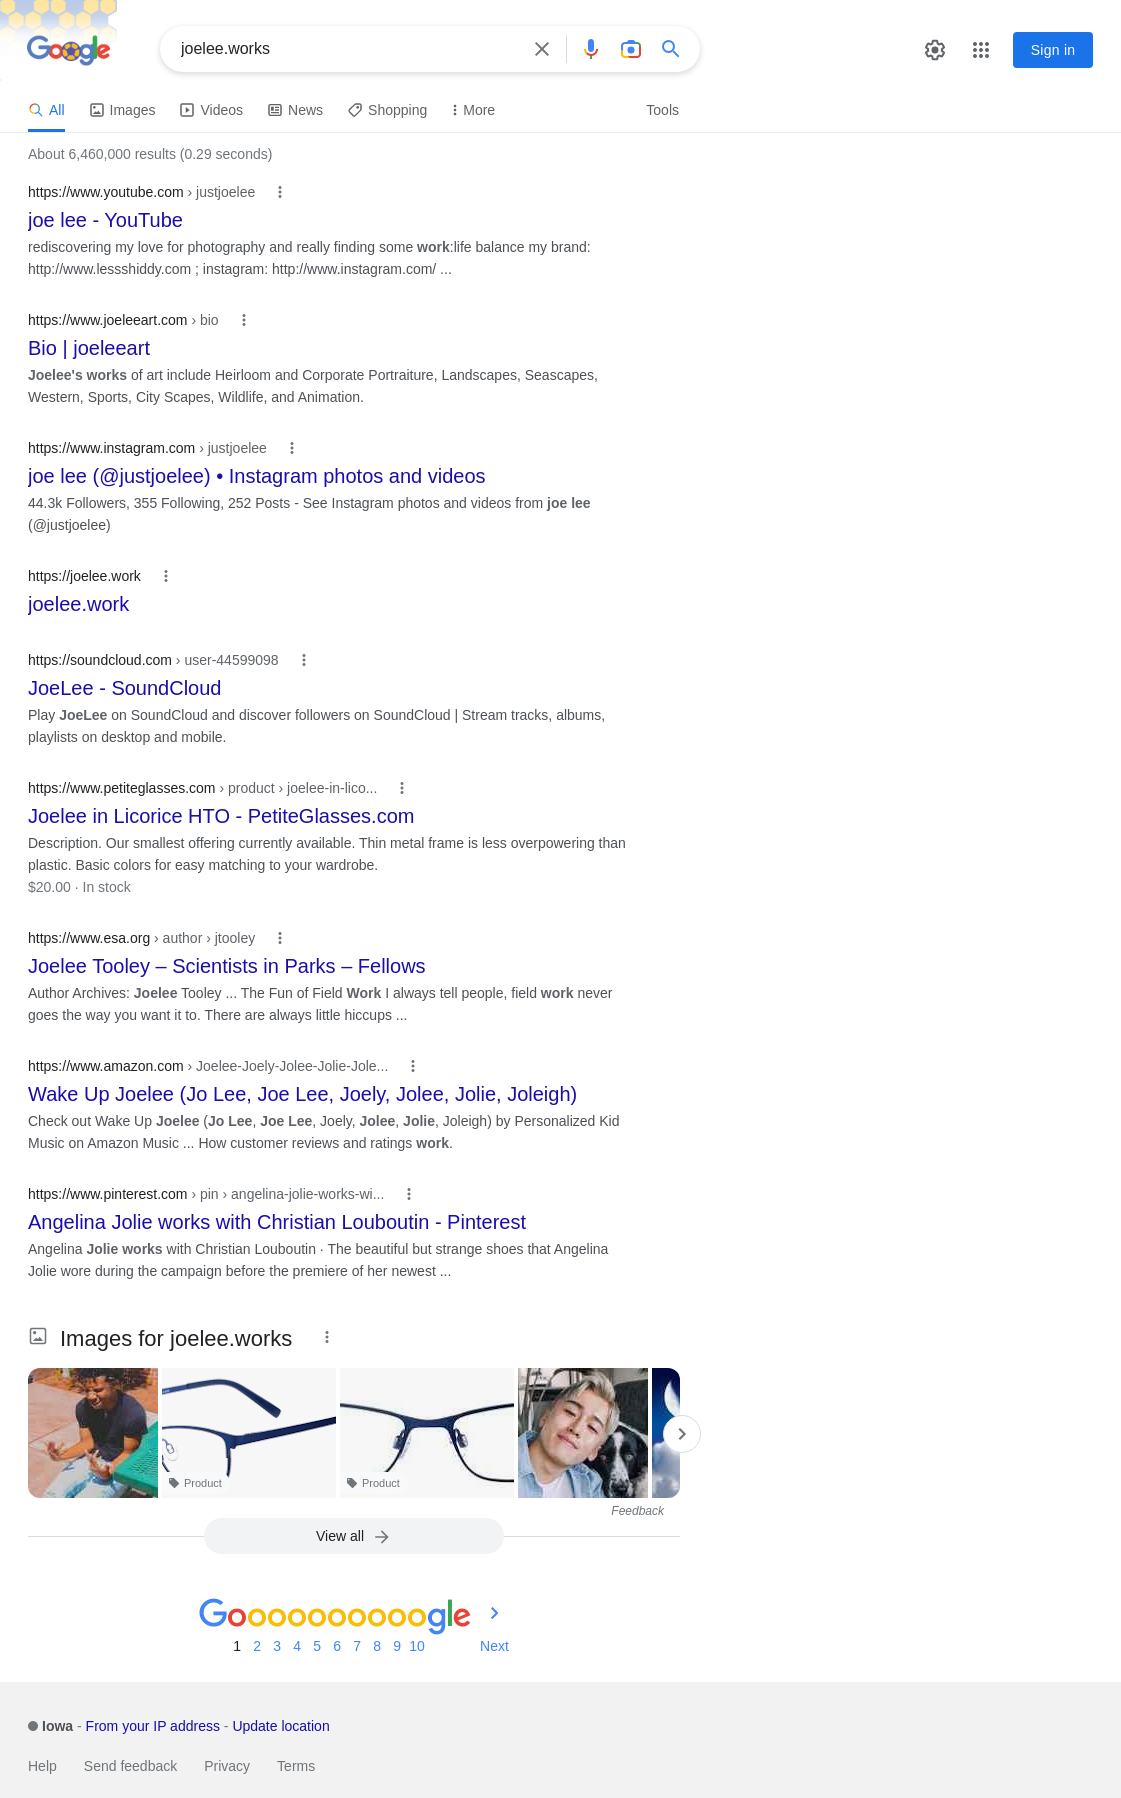 Google
joelee.works
Sign in
All Images Videos News Shopping More Tools
About 6,460,000 results (0.29 seconds)
https://www.youtube.com › justjoelee
joe lee - YouTube
rediscovering my love for photography and really finding some work:life balance my brand:
http://www.lessshiddy.com ; instagram: http://www.instagram.com/ ...
https://www.joeleeart.com › bio
Bio | joeleeart
Joelee's works of art include Heirloom and Corporate Portraiture, Landscapes, Seascapes,
Western, Sports, City Scapes, Wildlife, and Animation.
https://www.instagram.com › justjoelee
joe lee (@justjoelee) • Instagram photos and videos
44.3k Followers, 355 Following, 252 Posts - See Instagram photos and videos from joe lee
(@justjoelee)
https://joelee.work
joelee.work
https://soundcloud.com › user-44599098
JoeLee - SoundCloud
Play JoeLee on SoundCloud and discover followers on SoundCloud | Stream tracks, albums,
playlists on desktop and mobile.
https://www.petiteglasses.com › product › joelee-in-lico...
Joelee in Licorice HTO - PetiteGlasses.com
Description. Our smallest offering currently available. Thin metal frame is less overpowering than
plastic. Basic colors for easy matching to your wardrobe.
$20.00 · In stock
https://www.esa.org › author › jtooley
Joelee Tooley – Scientists in Parks – Fellows
Author Archives: Joelee Tooley ... The Fun of Field Work I always tell people, field work never
goes the way you want it to. There are always little hiccups ...
https://www.amazon.com › Joelee-Joely-Jolee-Jolie-Jole...
Wake Up Joelee (Jo Lee, Joe Lee, Joely, Jolee, Jolie, Joleigh)
Check out Wake Up Joelee (Jo Lee, Joe Lee, Joely, Jolee, Jolie, Joleigh) by Personalized Kid
Music on Amazon Music ... How customer reviews and ratings work.
https://www.pinterest.com › pin › angelina-jolie-works-wi...
Angelina Jolie works with Christian Louboutin - Pinterest
Angelina Jolie works with Christian Louboutin · The beautiful but strange shoes that Angelina
Jolie wore during the campaign before the premiere of her newest ...
Images for joelee.works
Product Product
Feedback
View all
Goooooooooogle
1 2 3 4 5 6 7 8 9 10 Next
Iowa - From your IP address - Update location
Help Send feedback Privacy Terms